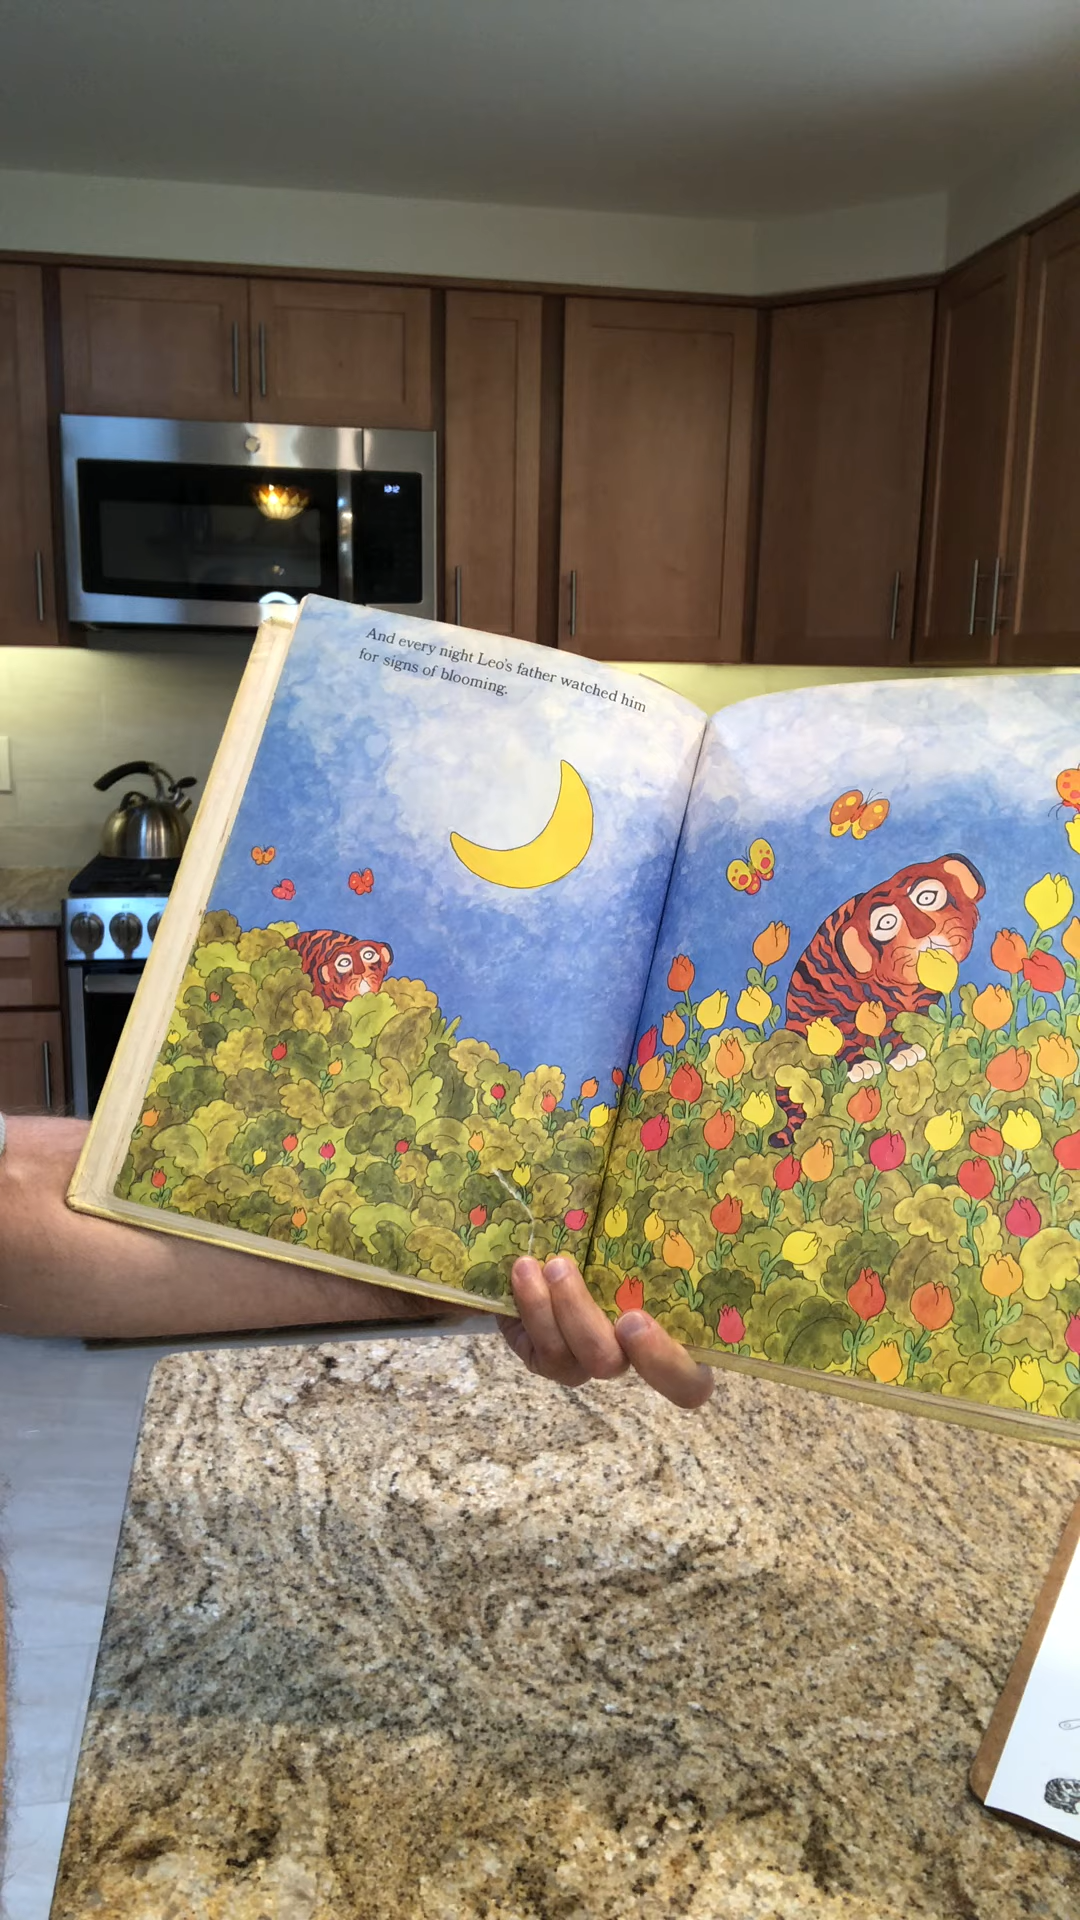 And every night Leo's father watched him
for signs of blooming.